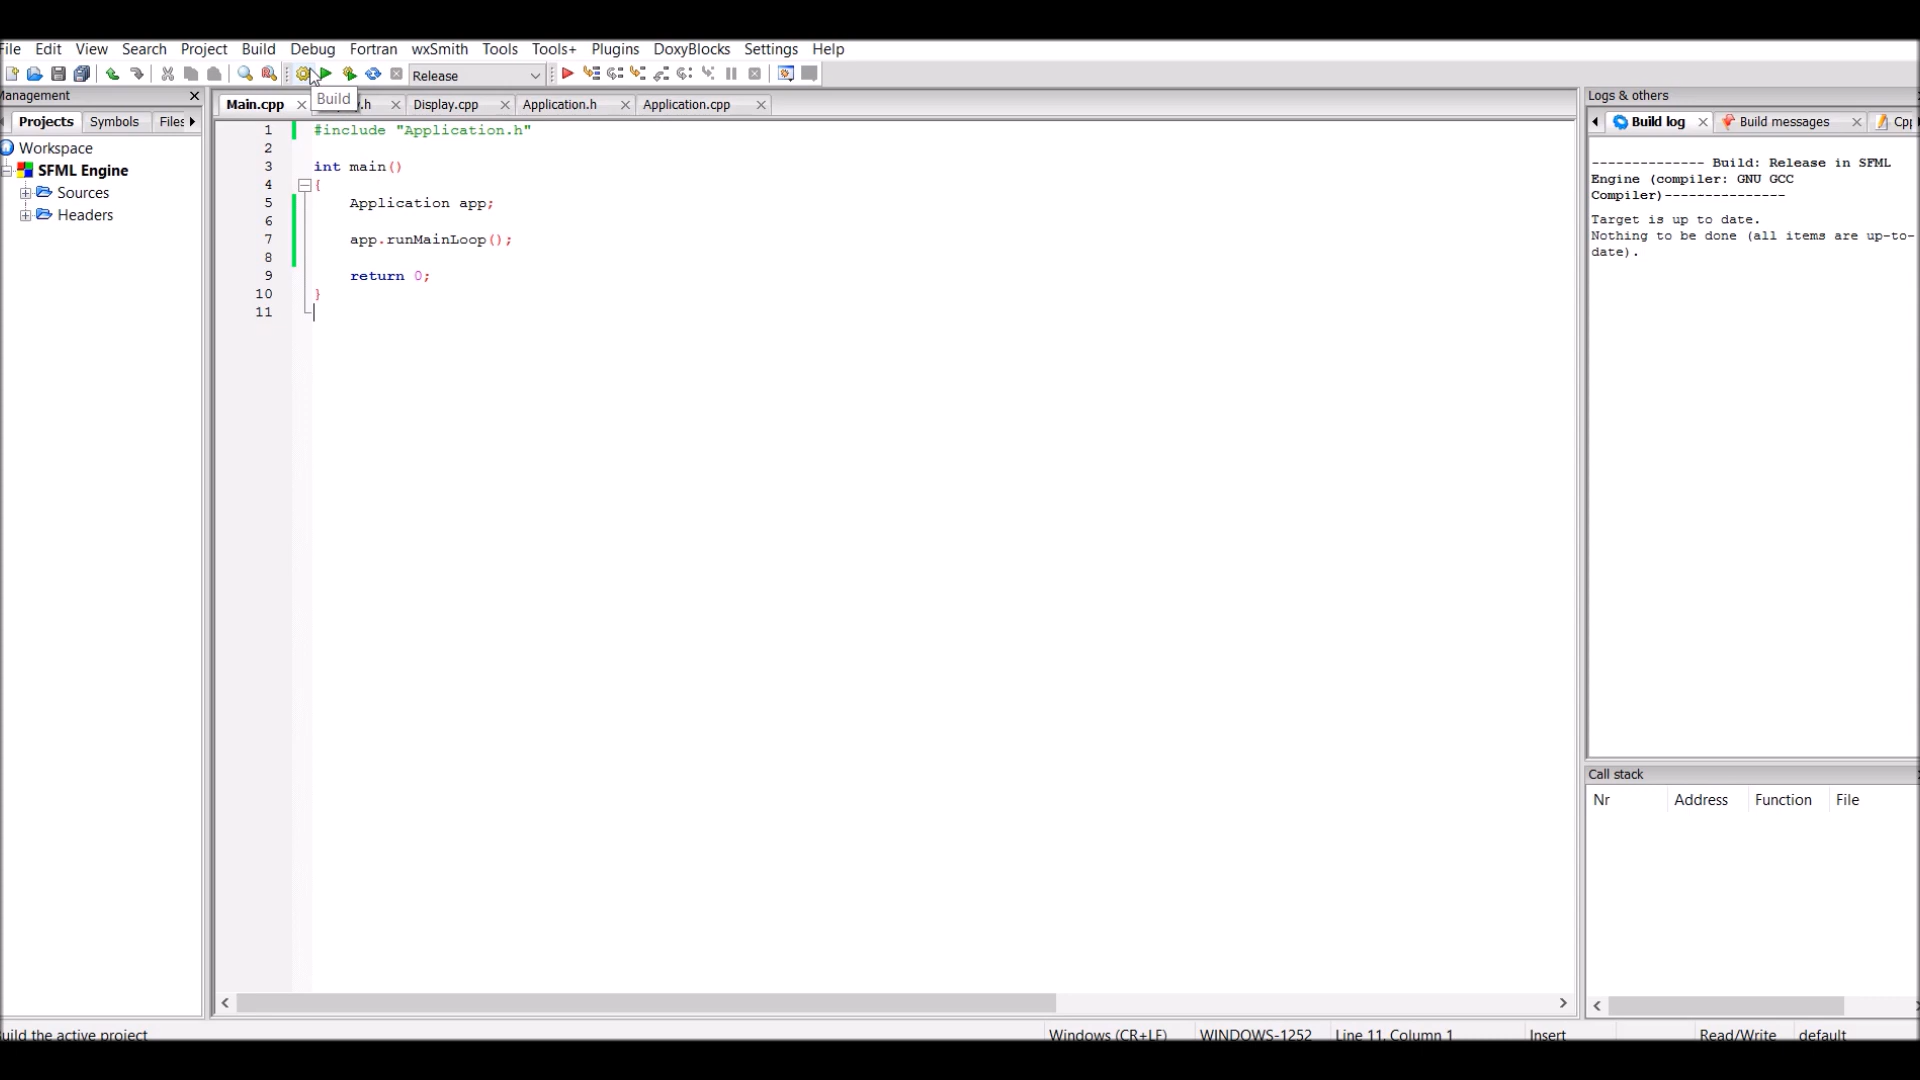 File Edit View Search Project Build Debug Fortran wxSmith Tools Tools+ Plugins DoxyBlocks Settings Help
Release
Management
Build
Main.cpp .h Display.cpp Application.h Application.cpp
Projects Symbols Files
Workspace
SFML Engine
Sources
Headers
1 #include "Application.h"
2
3 int main()
4 {
5 Application app;
6
7 app.runMainLoop();
8
9 return 0;
10 }
11
Logs & others
Build log Build messages Cpp
-------------- Build: Release in SFML
Engine (compiler: GNU GCC
Compiler)---------------
Target is up to date.
Nothing to be done (all items are up-to-
date).
Call stack
Nr Address Function File
uild the active project Windows (CR+LF) WINDOWS-1252 Line 11, Column 1 Insert Read/Write default